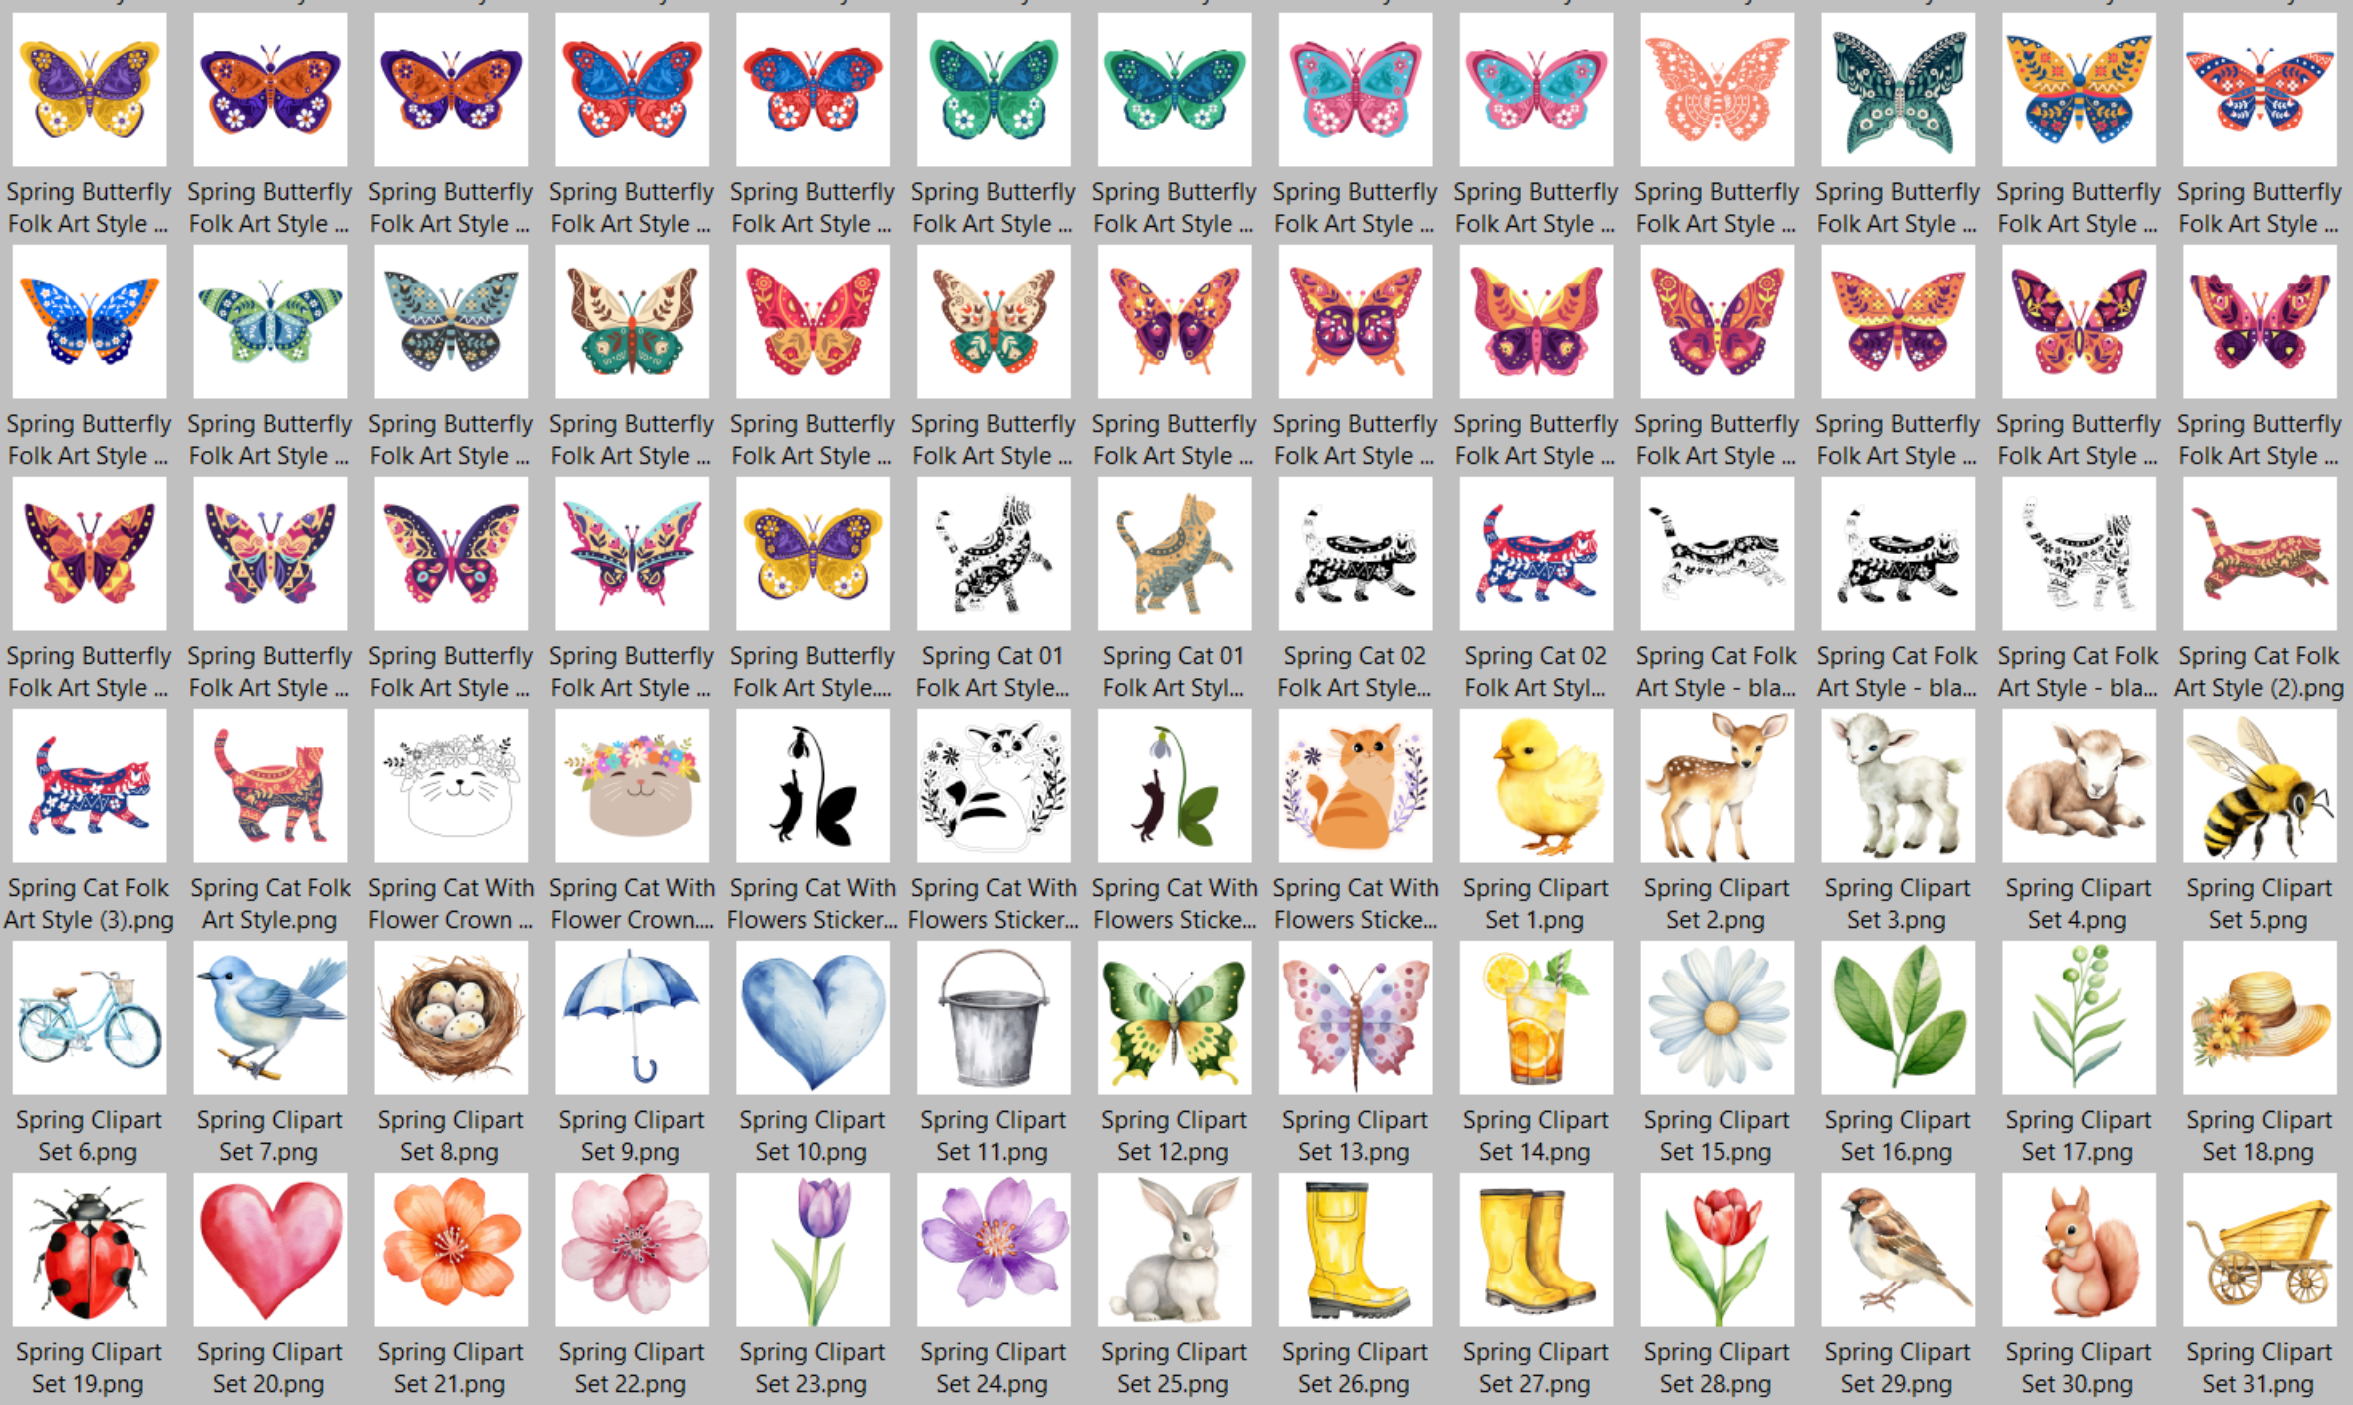 Spring Butterfly Spring Butterfly Spring Butterfly Spring Butterfly Spring Butterfly Spring Butterfly Spring Butterfly Spring Butterfly Spring Butterfly Spring Butterfly Spring Butterfly Spring Butterfly Spring Butterfly
Folk Art Style ... Folk Art Style ... Folk Art Style ... Folk Art Style ... Folk Art Style ... Folk Art Style ... Folk Art Style ... Folk Art Style ... Folk Art Style ... Folk Art Style ... Folk Art Style ... Folk Art Style ... Folk Art Style ...
Spring Butterfly Spring Butterfly Spring Butterfly Spring Butterfly Spring Butterfly Spring Butterfly Spring Butterfly Spring Butterfly Spring Butterfly Spring Butterfly Spring Butterfly Spring Butterfly Spring Butterfly
Folk Art Style ... Folk Art Style ... Folk Art Style ... Folk Art Style ... Folk Art Style ... Folk Art Style ... Folk Art Style ... Folk Art Style ... Folk Art Style ... Folk Art Style ... Folk Art Style ... Folk Art Style ... Folk Art Style ...
Spring Butterfly Spring Butterfly Spring Butterfly Spring Butterfly Spring Butterfly Spring Cat 01 Spring Cat 01 Spring Cat 02 Spring Cat 02 Spring Cat Folk Spring Cat Folk Spring Cat Folk Spring Cat Folk
Folk Art Style ... Folk Art Style ... Folk Art Style ... Folk Art Style ... Folk Art Style.... Folk Art Style... Folk Art Styl... Folk Art Style... Folk Art Styl... Art Style - bla... Art Style - bla... Art Style - bla... Art Style (2).png
Spring Cat Folk Spring Cat Folk Spring Cat With Spring Cat With Spring Cat With Spring Cat With Spring Cat With Spring Cat With Spring Clipart Spring Clipart Spring Clipart Spring Clipart Spring Clipart
Art Style (3).png Art Style.png Flower Crown ... Flower Crown.... Flowers Sticker... Flowers Sticker... Flowers Sticke... Flowers Sticke... Set 1.png Set 2.png Set 3.png Set 4.png Set 5.png
Spring Clipart Spring Clipart Spring Clipart Spring Clipart Spring Clipart Spring Clipart Spring Clipart Spring Clipart Spring Clipart Spring Clipart Spring Clipart Spring Clipart Spring Clipart
Set 6.png Set 7.png Set 8.png Set 9.png Set 10.png Set 11.png Set 12.png Set 13.png Set 14.png Set 15.png Set 16.png Set 17.png Set 18.png
Spring Clipart Spring Clipart Spring Clipart Spring Clipart Spring Clipart Spring Clipart Spring Clipart Spring Clipart Spring Clipart Spring Clipart Spring Clipart Spring Clipart Spring Clipart
Set 19.png Set 20.png Set 21.png Set 22.png Set 23.png Set 24.png Set 25.png Set 26.png Set 27.png Set 28.png Set 29.png Set 30.png Set 31.png